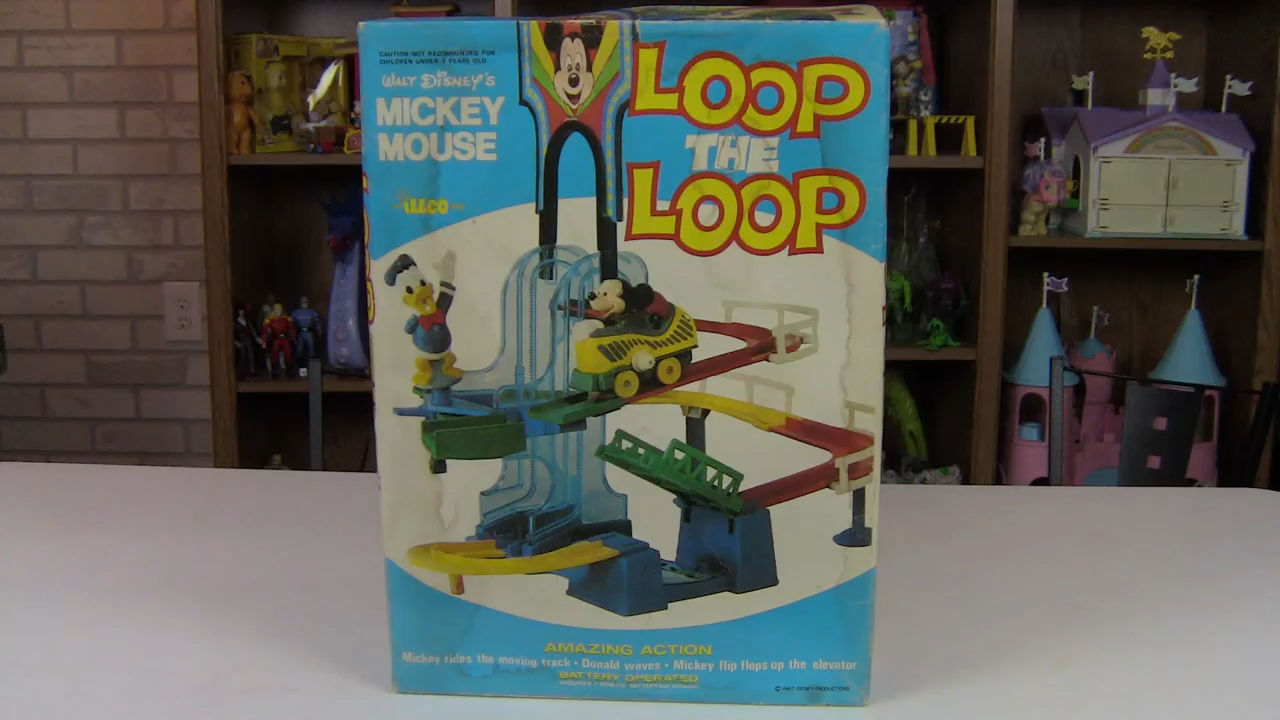 CAUTION-NOT RECOMMENDED FOR
CHILDREN UNDER 3 YEARS OLD.
WALT DISNEY'S
MICKEY
MOUSE
ILLCO
LOOP
THE
LOOP
AMAZING ACTION
Mickey rides the moving track • Donald waves • Mickey flip flops up the elevator
BATTERY OPERATED
© WALT DISNEY PRODUCTIONS